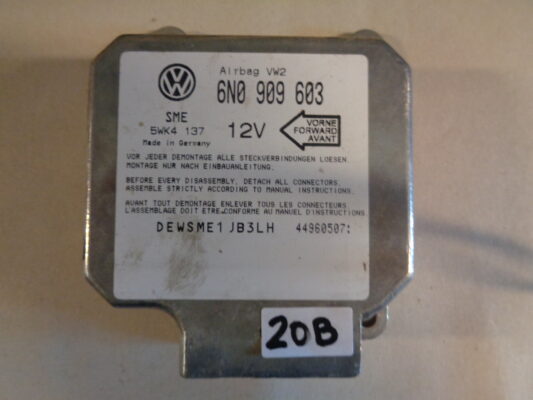 Airbag VW2
6N0 909 603
SME
5WK4 137
Made in Germany
12V
VORNE
FORWARD
AVANT
VOR JEDER DEMONTAGE ALLE STECKVERBINDUNGEN LOESEN.
MONTAGE NUR NACH EINBAUANLEITUNG.
BEFORE EVERY DISASSEMBLY, DETACH ALL CONNECTORS.
ASSEMBLE STRICTLY ACCORDING TO MANUAL INSTRUCTIONS.
AVANT TOUT DEMONTAGE ENLEVER TOUS LES CONNECTEURS
L'ASSEMBLAGE DOIT ETRE CONFORME AU MANUEL D'INSTRUCTIONS.
DEWSME1JB3LH 44960507:
20B